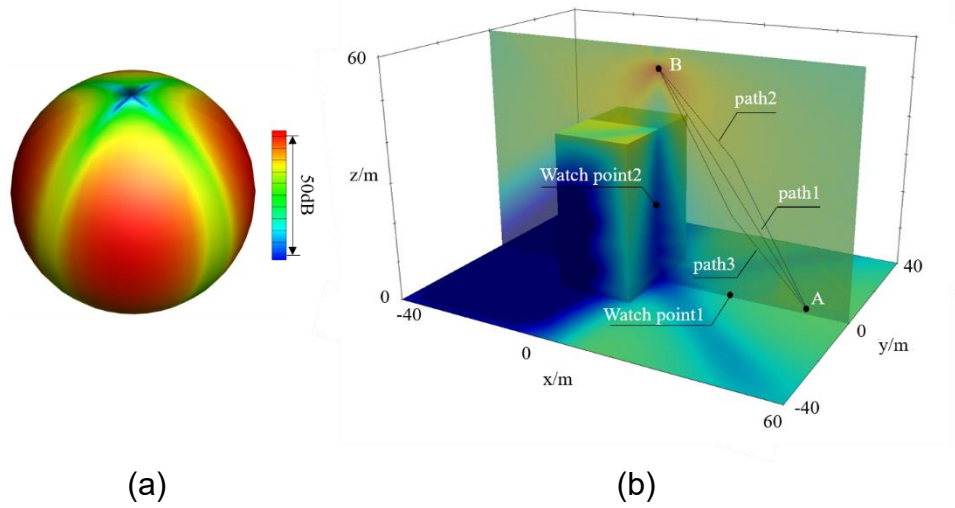 50dB
60
z/m
0
-40
0
x/m
60
-40
0
y/m
40
B
path2
Watch point2
path1
path3
A
Watch point1
(a)
(b)